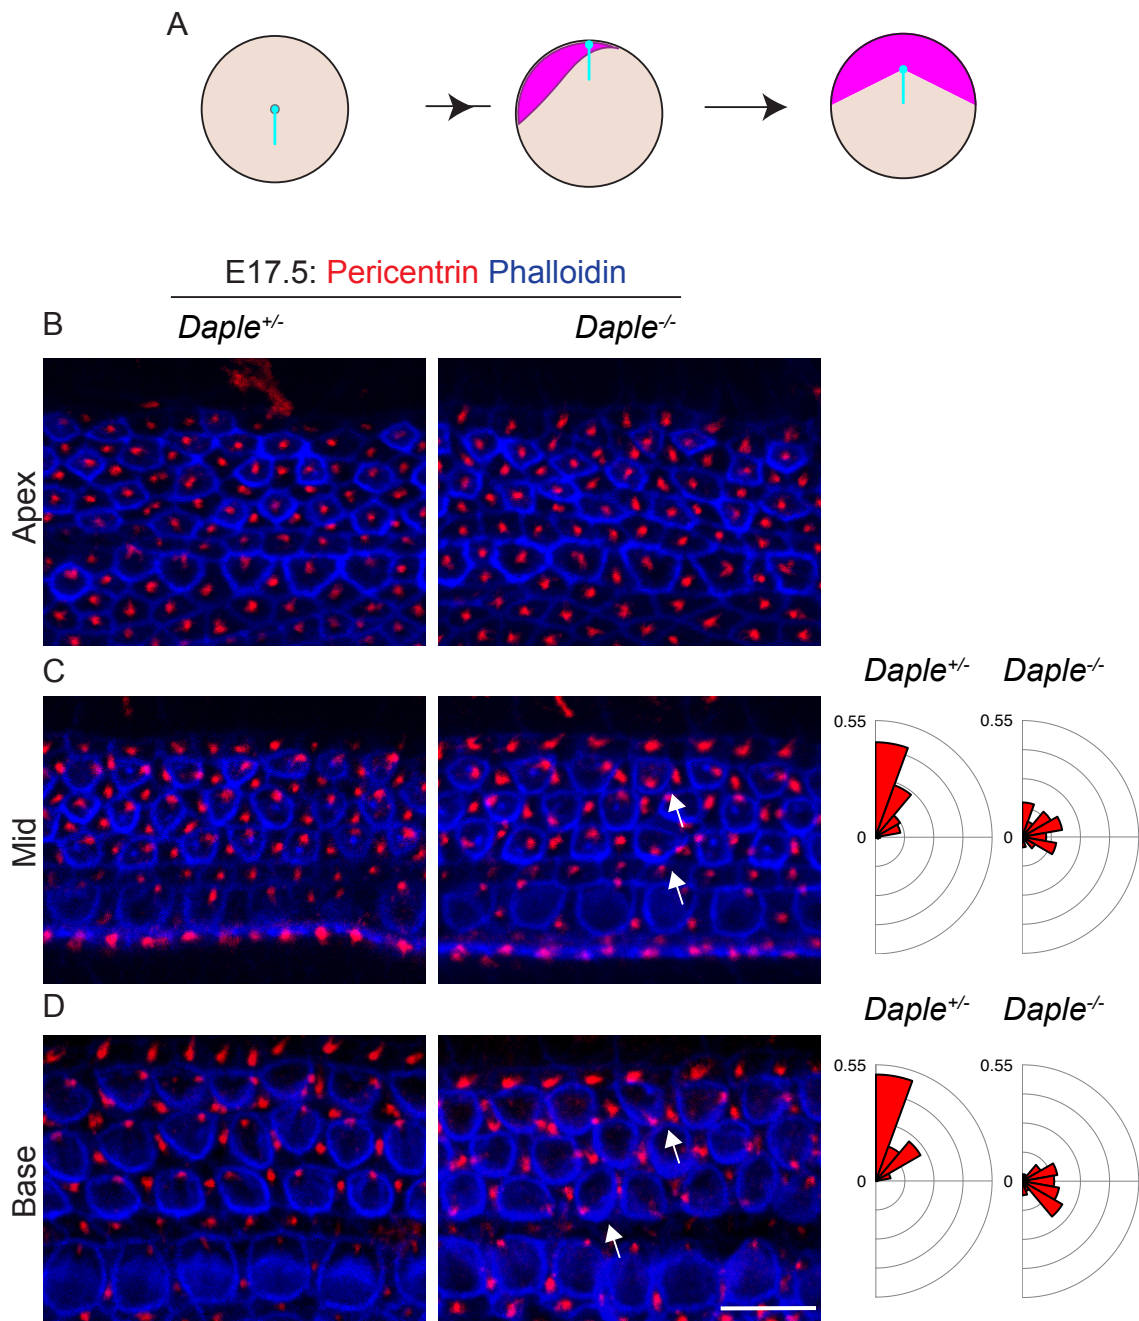 A
E17.5: Pericentrin Phalloidin
B
Daple+/-
Daple-/-
Apex
C
Daple+/-
Daple-/-
Mid
0.55
0
0.55
0
D
Daple+/-
Daple-/-
Base
0.55
0
0.55
0